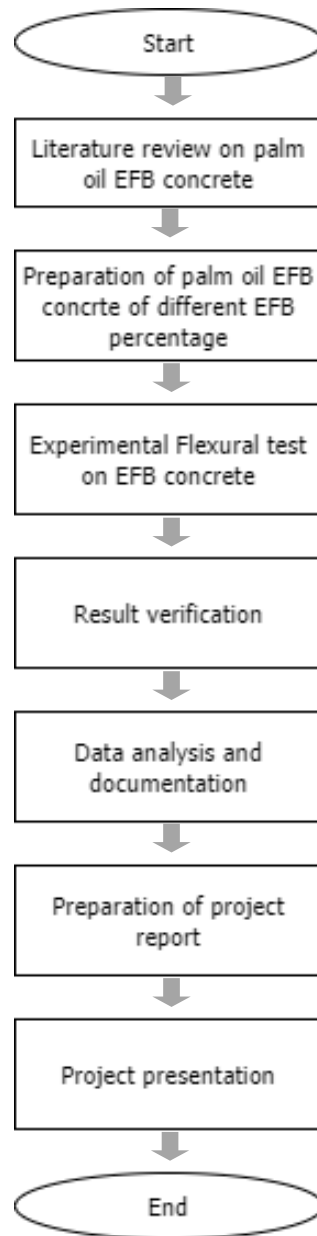 Start
Literature review on palm
oil EFB concrete
Preparation of palm oil EFB
concrte of different EFB
percentage
Experimental Flexural test
on EFB concrete
Result verification
Data analysis and
documentation
Preparation of project
report
Project presentation
End